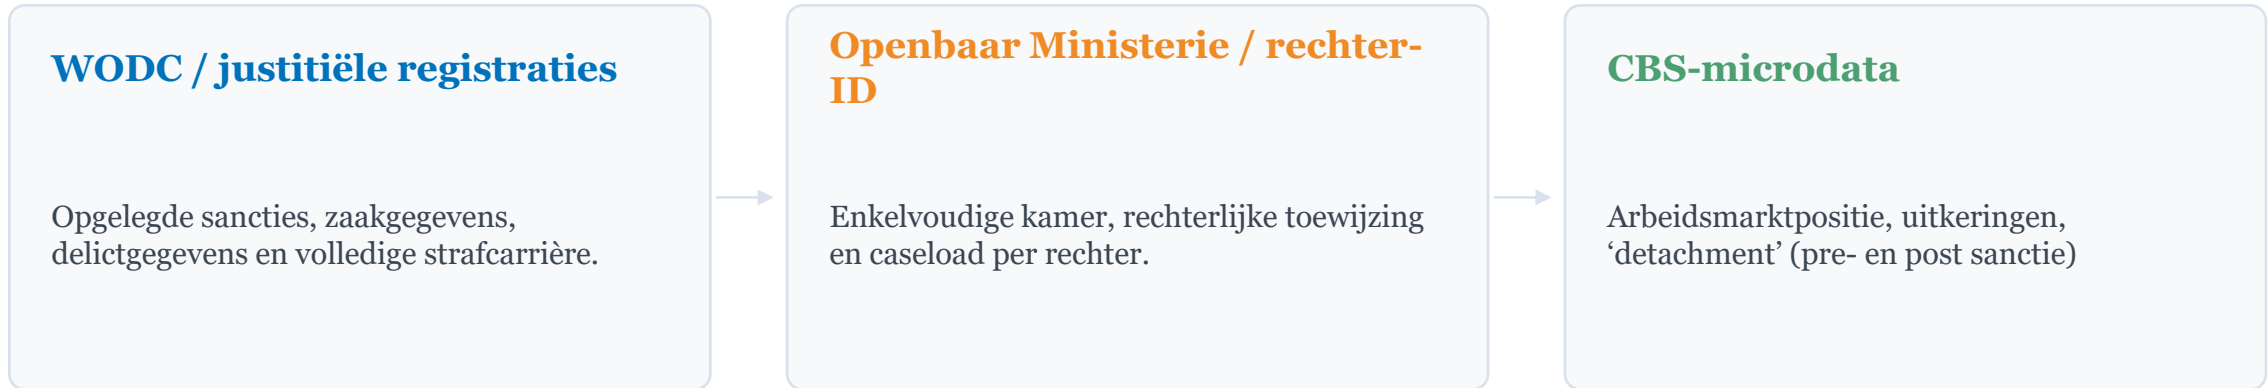 WODC / justitiële registraties
Opgelegde sancties, zaakgegevens,
delictgegevens en volledige strafcarrière.
Openbaar Ministerie / rechter-
ID
Enkelvoudige kamer, rechterlijke toewijzing
en caseload per rechter.
CBS-microdata
Arbeidsmarktpositie, uitkeringen,
‘detachment’ (pre- en post sanctie)